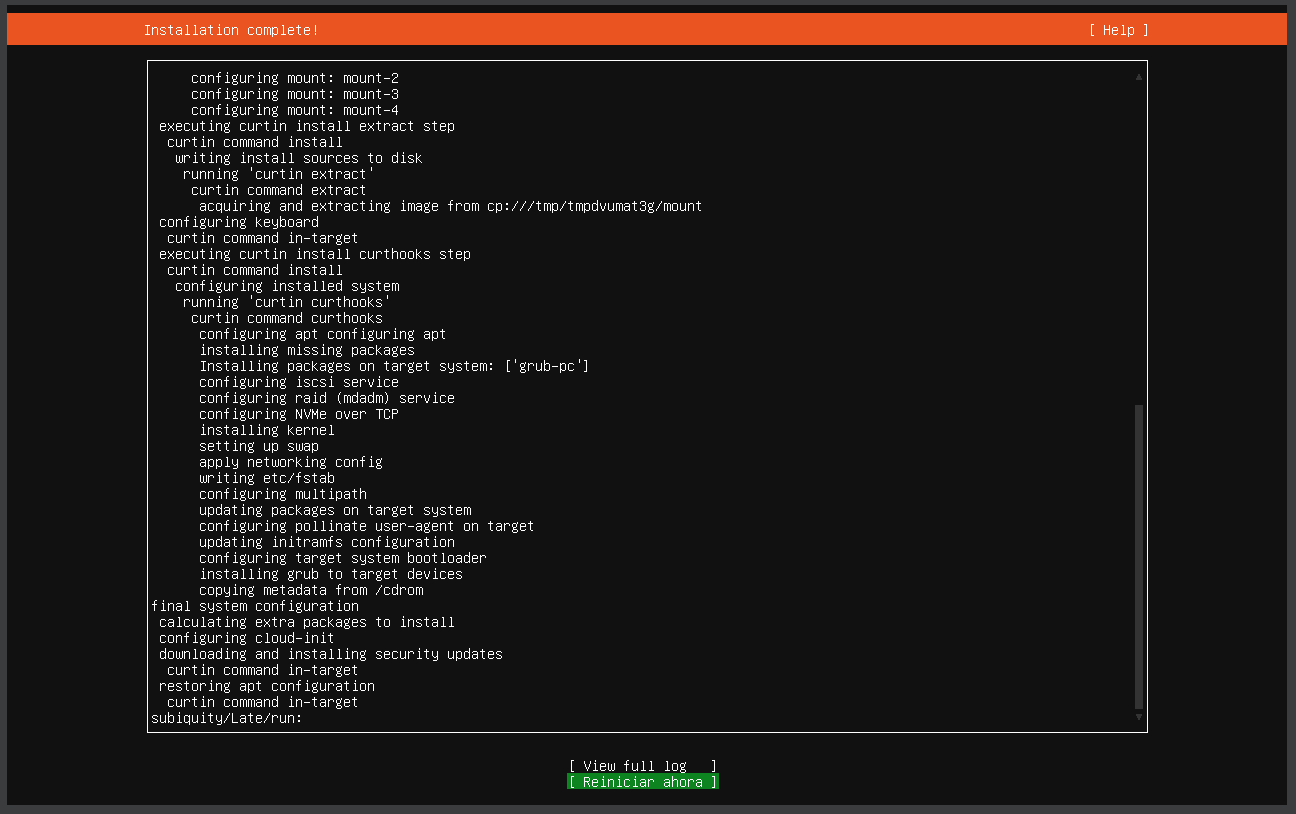 Installation complete!
[ Help ]
configuring mount: mount-2
configuring mount: mount-3
configuring mount: mount-4
executing curtin install extract step
curtin command install
writing install sources to disk
running 'curtin extract'
curtin command extract
acquiring and extracting image from cp:///tmp/tmpdvumat3g/mount
configuring keyboard
curtin command in-target
executing curtin install curthooks step
curtin command install
configuring installed system
running 'curtin curthooks'
curtin command curthooks
configuring apt configuring apt
installing missing packages
Installing packages on target system: ['grub-pc']
configuring iscsi service
configuring raid (mdadm) service
configuring NVMe over TCP
installing kernel
setting up swap
apply networking config
writing etc/fstab
configuring multipath
updating packages on target system
configuring pollinate user-agent on target
updating initramfs configuration
configuring target system bootloader
installing grub to target devices
copying metadata from /cdrom
final system configuration
calculating extra packages to install
configuring cloud-init
downloading and installing security updates
curtin command in-target
restoring apt configuration
curtin command in-target
subiquity/Late/run:
[ View full log ]
[ Reiniciar ahora ]